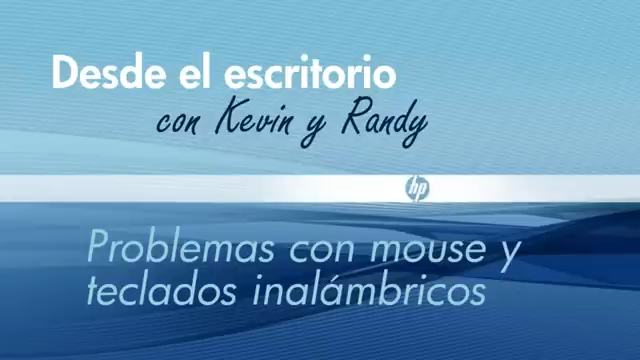 Desde el escritorio
con Kevin y Randy
hp
Problemas con mouse y
teclados inalámbricos